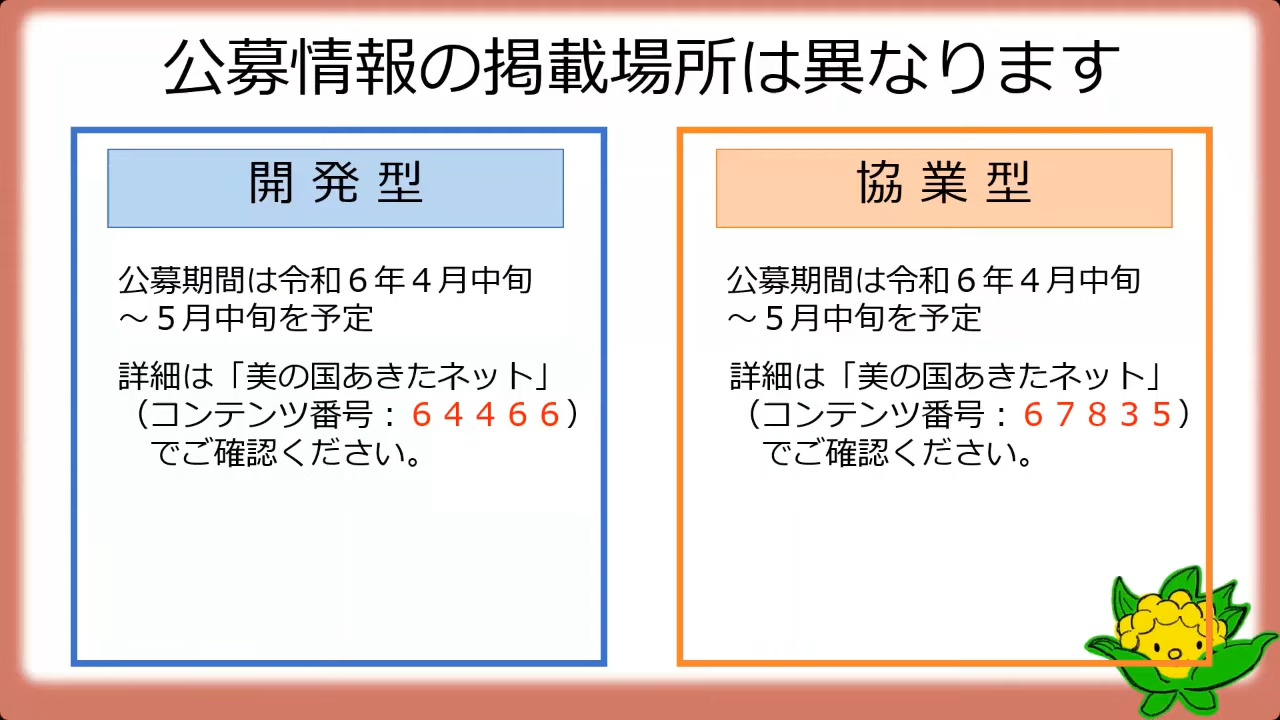 公募情報の掲載場所は異なります
開発型
公募期間は令和６年４月中旬
～５月中旬を予定
詳細は「美の国あきたネット」
（コンテンツ番号：６４４６６）
でご確認ください。
協業型
公募期間は令和６年４月中旬
～５月中旬を予定
詳細は「美の国あきたネット」
（コンテンツ番号：６７８３５）
でご確認ください。